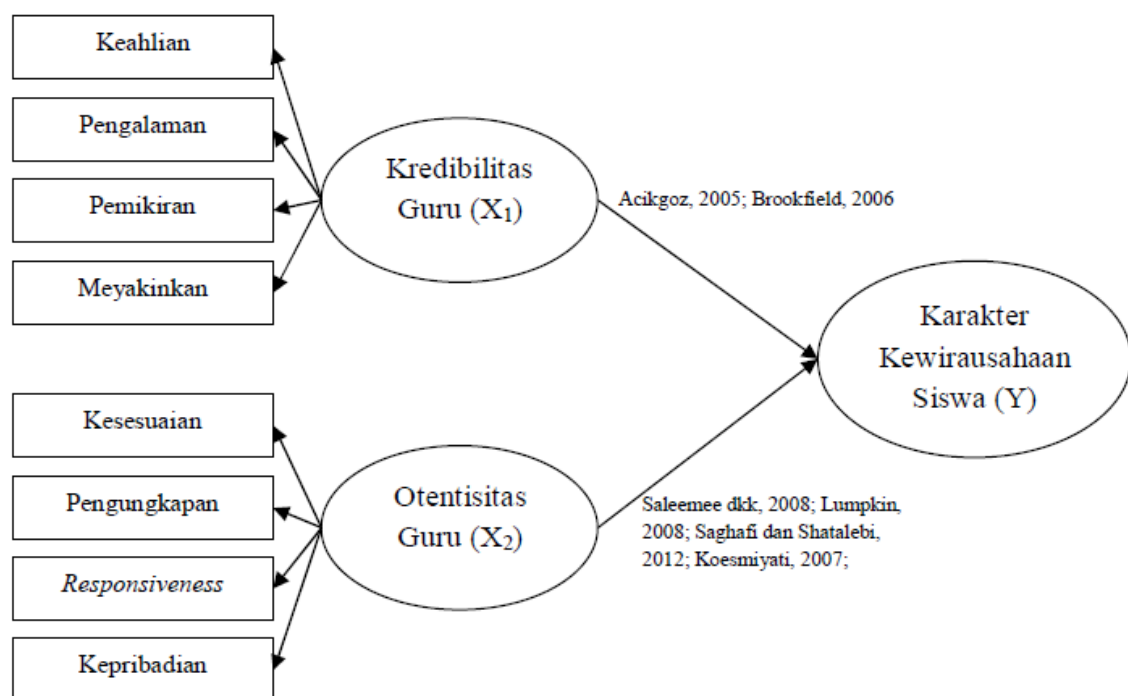 Keahlian
Pengalaman
Pemikiran
Meyakinkan
Kredibilitas
Guru (X₁)
Acikgoz, 2005; Brookfield, 2006
Karakter
Kewirausahaan
Siswa (Y)
Kesesuaian
Pengungkapan
Responsiveness
Kepribadian
Otentisitas
Guru (X₂)
Saleemee dkk, 2008; Lumpkin,
2008; Saghafi dan Shatalebi,
2012; Koesmiyati, 2007;